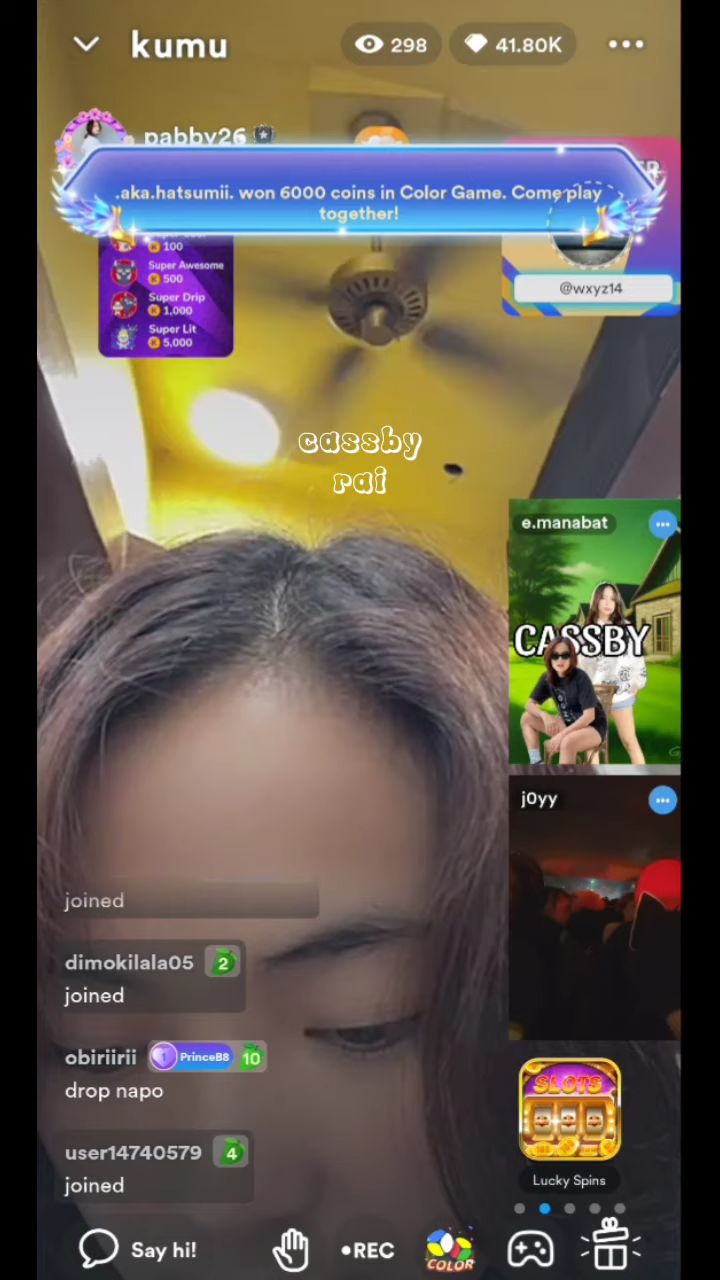 kumu
298
41.80K
pabby26
.aka.hatsumii. won 6000 coins in Color Game. Come play
together!
100
Super Awesome
500
Super Drip
1,000
Super Lit
5,000
@wxyz14
cassby
rai
e.manabat
CASSBY
j0yy
joined
dimokilala05 2
joined
obiriirii 1 PrinceB8 10
drop napo
user14740579 4
joined
SLOTS
Lucky Spins
Say hi!
•REC
COLOR